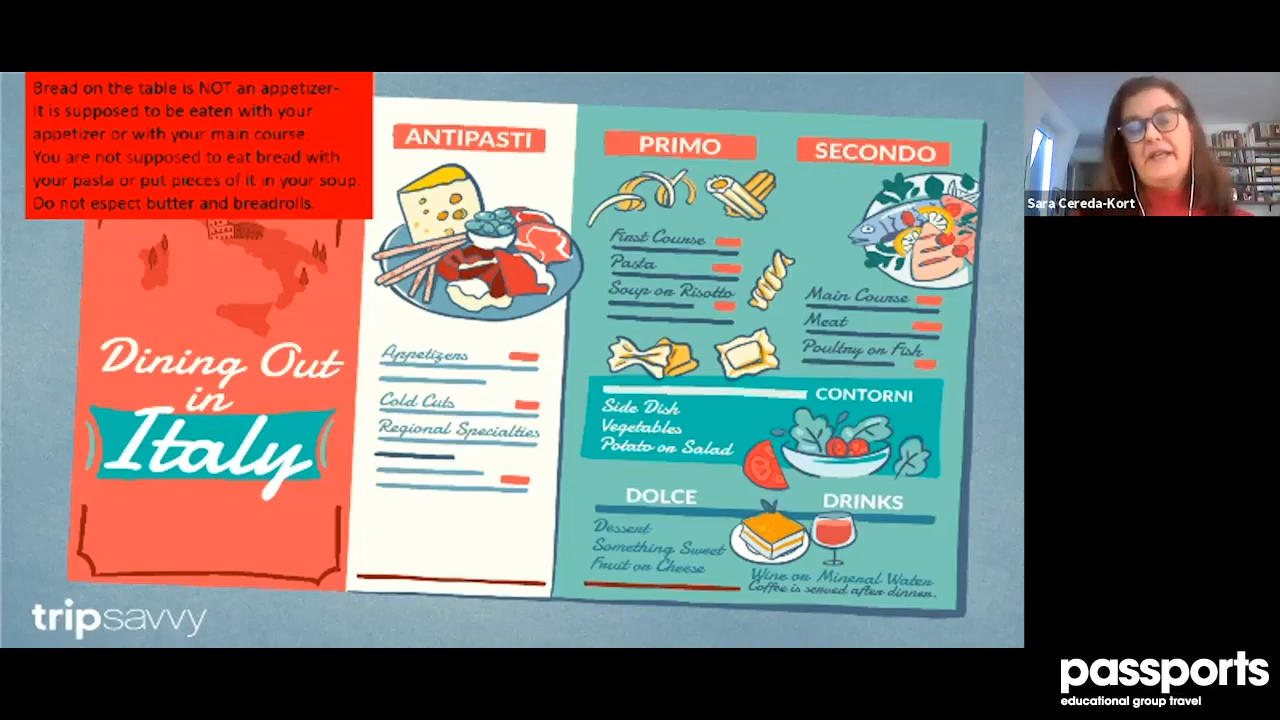 Bread on the table is NOT an appetizer-
It is supposed to be eaten with your
appetizer or with your main course.
You are not supposed to eat bread with
your pasta or put pieces of it in your soup.
Do not espect butter and breadrolls.
Dining Out
in
Italy
tripsavvy
ANTIPASTI
Appetizers
Cold Cuts
Regional Specialties
PRIMO
First Course
Pasta
Soup or Risotto
SECONDO
Main Course
Meat
Poultry or Fish
CONTORNI
Side Dish
Vegetables
Potato or Salad
DOLCE
Dessert
Something Sweet
Fruit or Cheese
DRINKS
Wine or Mineral Water
Coffee is served after dinner.
Sara Cereda-Kort
passports
educational group travel